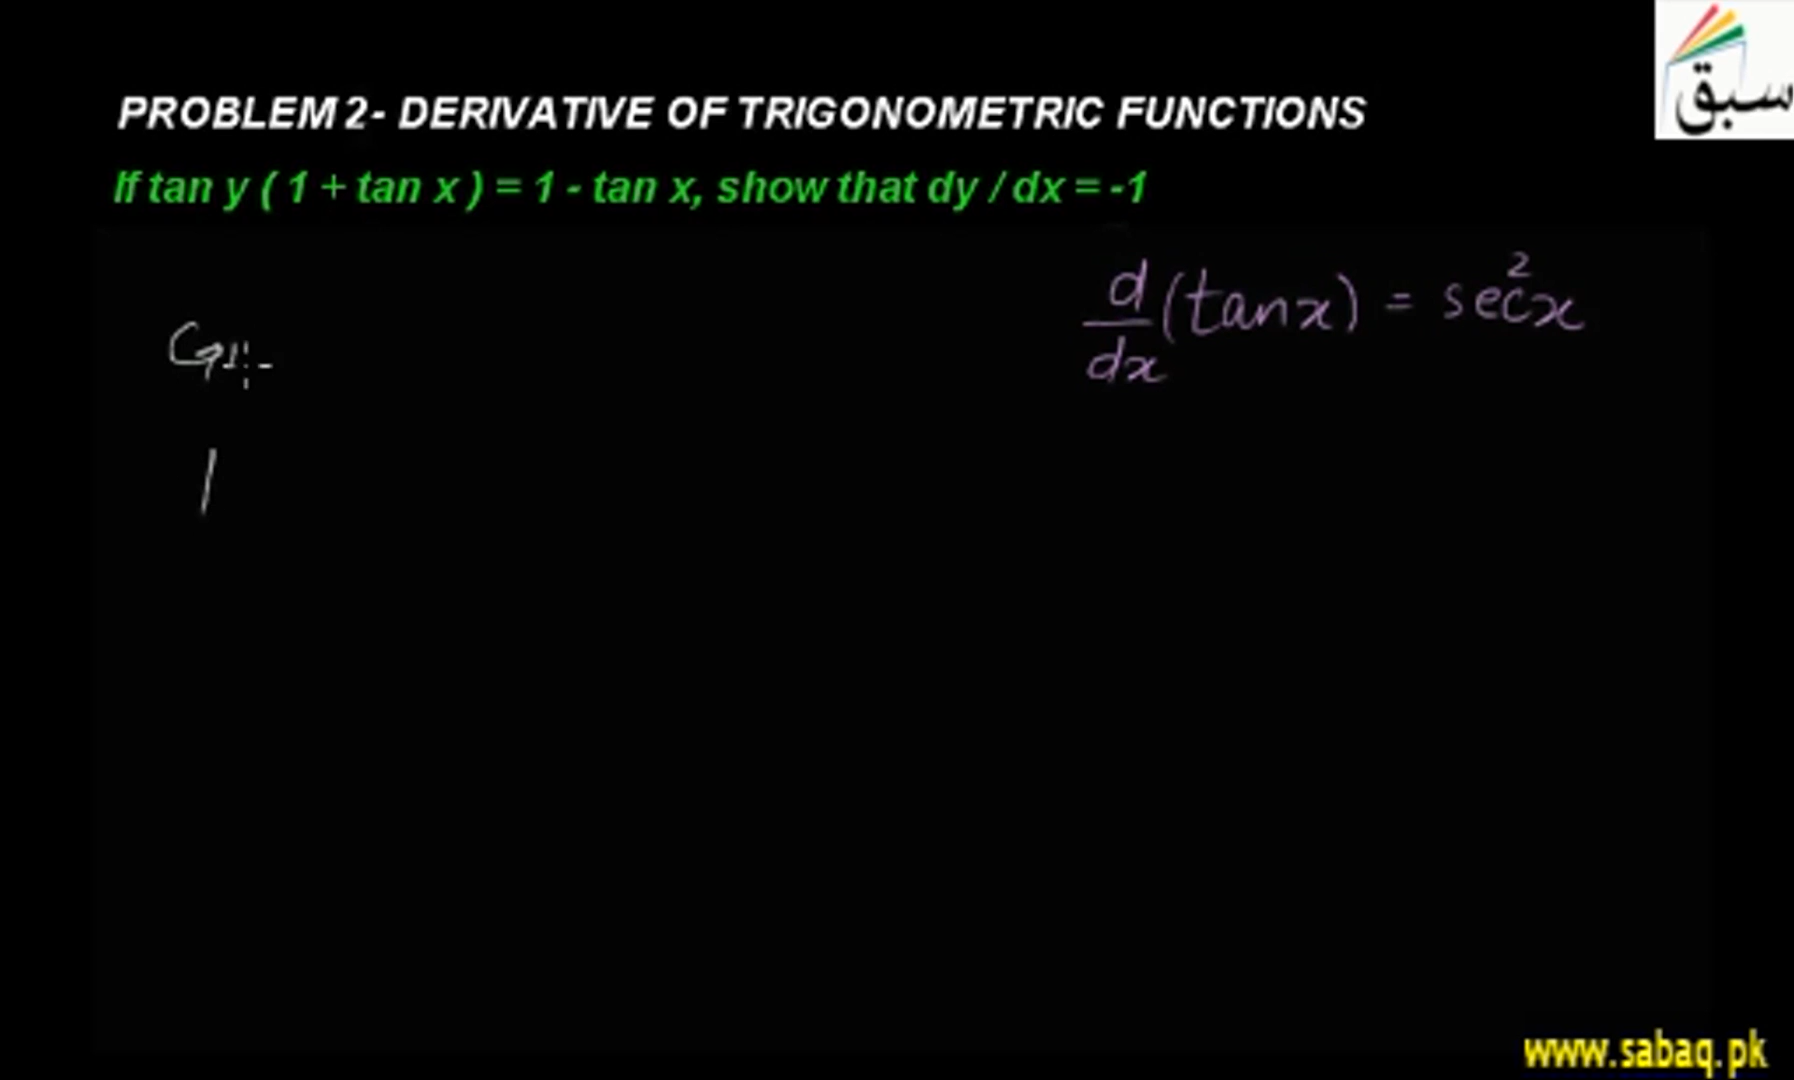 سبق
PROBLEM 2- DERIVATIVE OF TRIGONOMETRIC FUNCTIONS
If tan y ( 1 + tan x ) = 1 - tan x, show that dy / dx = -1
d/dx (tanx) = sec²x
www.sabaq.pk